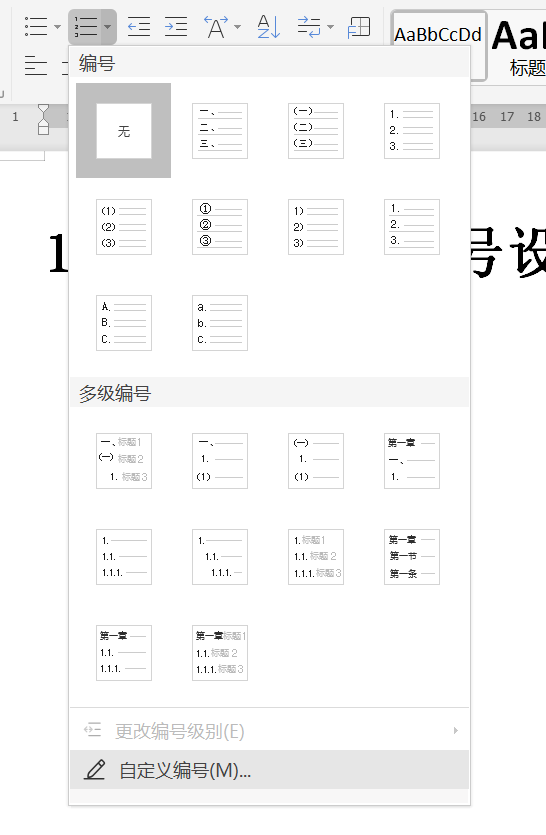 AaBbCcDd
AaB
标题
1
16 17 18
1
号设
编号
无
一、
二、
三、
(一)
(二)
(三)
1.
2.
3.
(1)
(2)
(3)
①
②
③
1)
2)
3)
1.
2.
3.
A.
B.
C.
a.
b.
c.
多级编号
一、标题1
(一)标题2
1.标题3
一、
1.
(1)
(一)
1.
(1)
第一章
一、
1.
1.
1.1.
1.1.1.
1.
1.1.
1.1.1.
1.标题1
1.1.标题2
1.1.1.标题3
第一章
第一节
第一条
第一章
1.1.
1.1.1.
第一章标题1
1.1.标题2
1.1.1.标题3
更改编号级别(E)
自定义编号(M)...